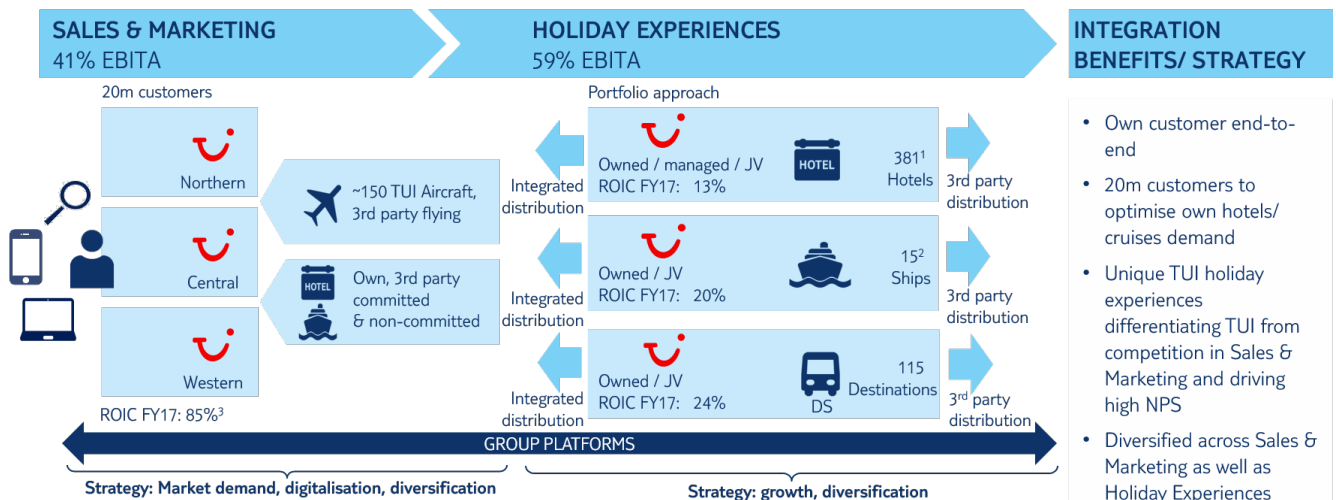 SALES & MARKETING
41% EBITA
HOLIDAY EXPERIENCES
59% EBITA
INTEGRATION
BENEFITS/ STRATEGY
20m customers
Northern
Central
Western
ROIC FY17: 85%³
~150 TUI Aircraft,
3rd party flying
HOTEL
Own, 3rd party
committed
& non-committed
Portfolio approach
Integrated
distribution
Owned / managed / JV
ROIC FY17: 13%
HOTEL
381¹
Hotels
3rd party
distribution
Integrated
distribution
Owned / JV
ROIC FY17: 20%
15²
Ships
3rd party
distribution
Integrated
distribution
Owned / JV
ROIC FY17: 24%
DS
115
Destinations
3ʳᵈ party
distribution
GROUP PLATFORMS
Strategy: Market demand, digitalisation, diversification
Strategy: growth, diversification
• Own customer end-to-
end
• 20m customers to
optimise own hotels/
cruises demand
• Unique TUI holiday
experiences
differentiating TUI from
competition in Sales &
Marketing and driving
high NPS
• Diversified across Sales &
Marketing as well as
Holiday Experiences